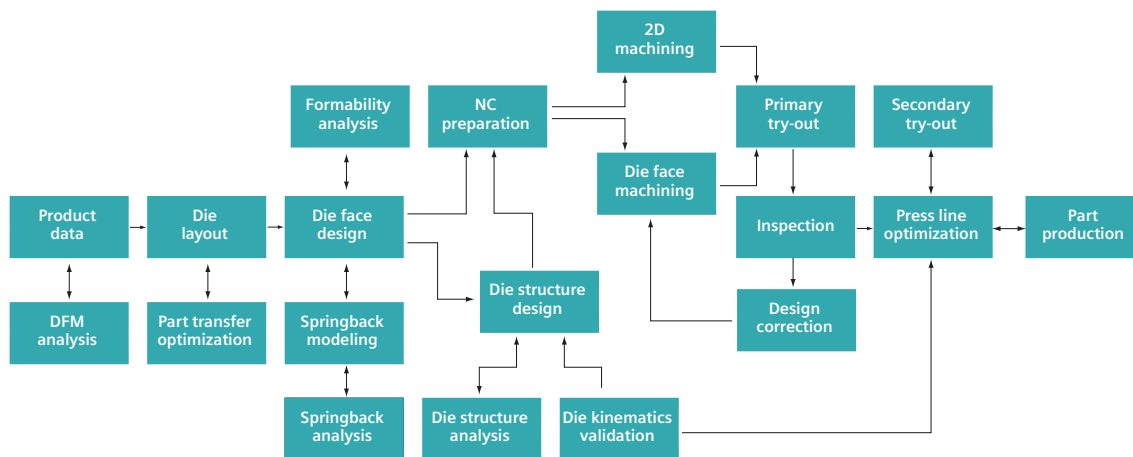 2D
machining
Formability
analysis
NC
preparation
Primary
try-out
Secondary
try-out
Die face
machining
Product
data
Die
layout
Die face
design
Inspection
Press line
optimization
Part
production
Die structure
design
DFM
analysis
Part transfer
optimization
Springback
modeling
Design
correction
Springback
analysis
Die structure
analysis
Die kinematics
validation